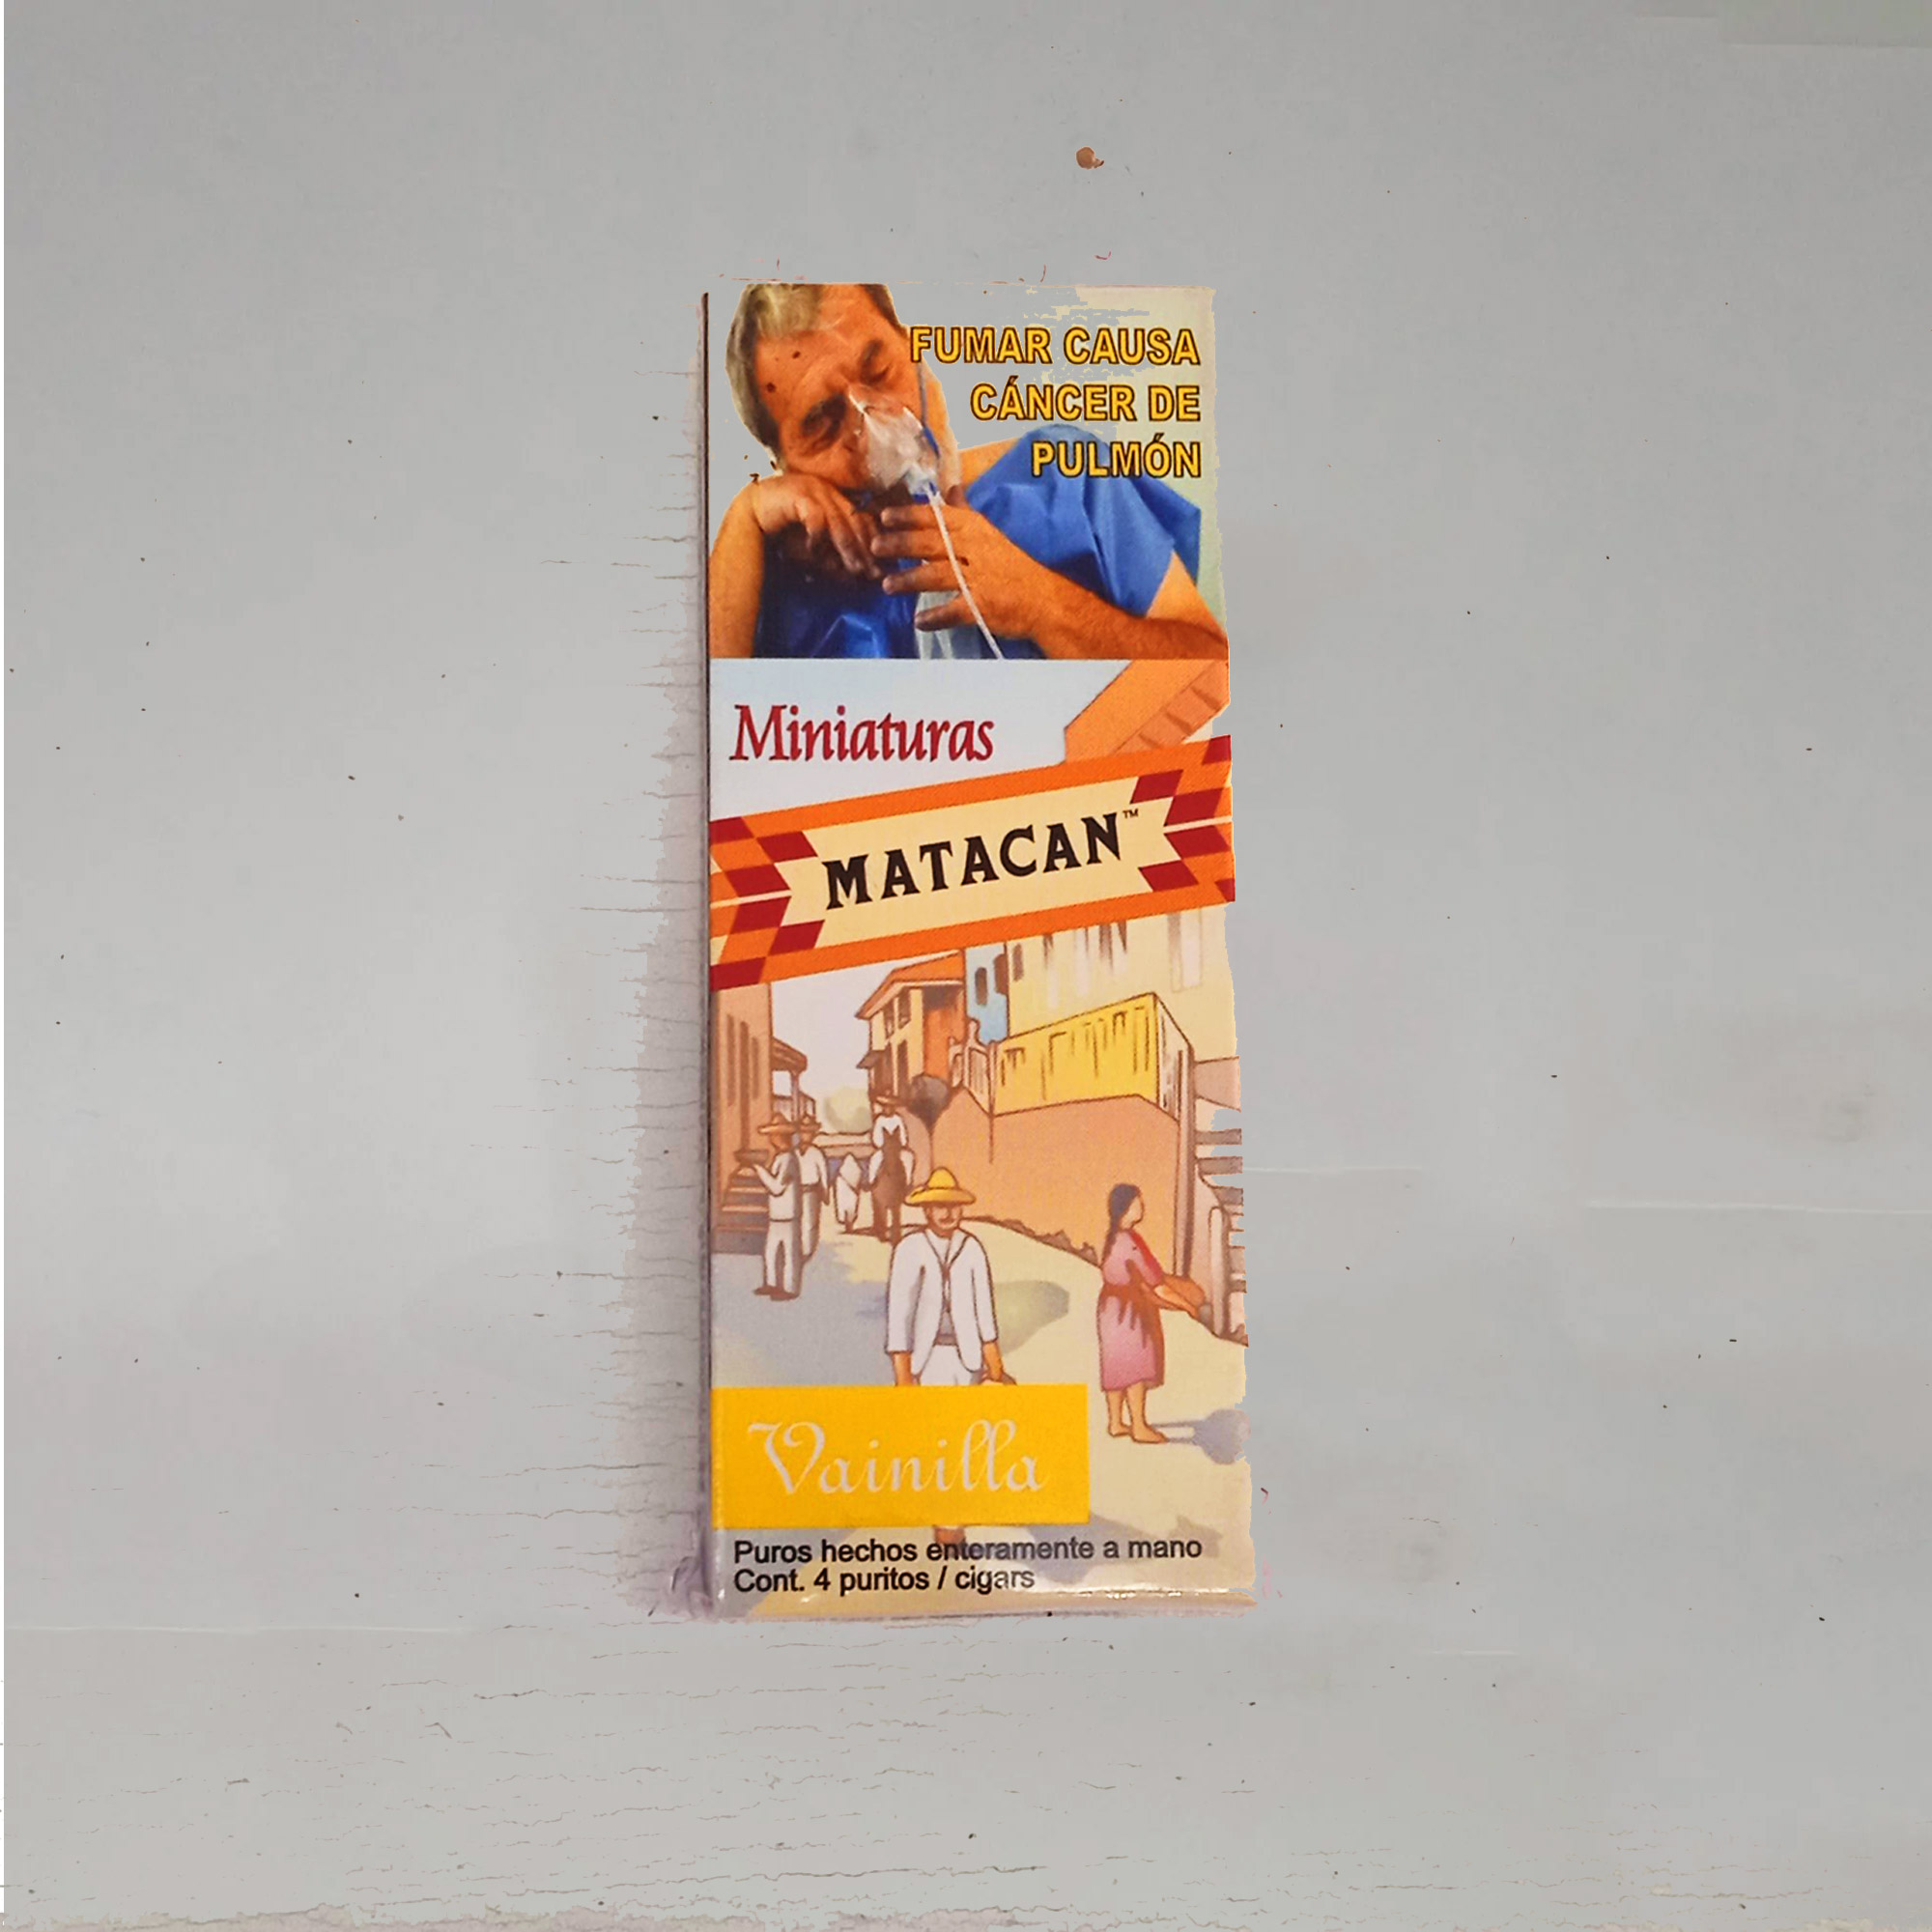 FUMAR CAUSA
CÁNCER DE
PULMÓN
Miniaturas
MATACAN™
Vainilla
Puros hechos enteramente a mano
Cont. 4 puritos / cigars